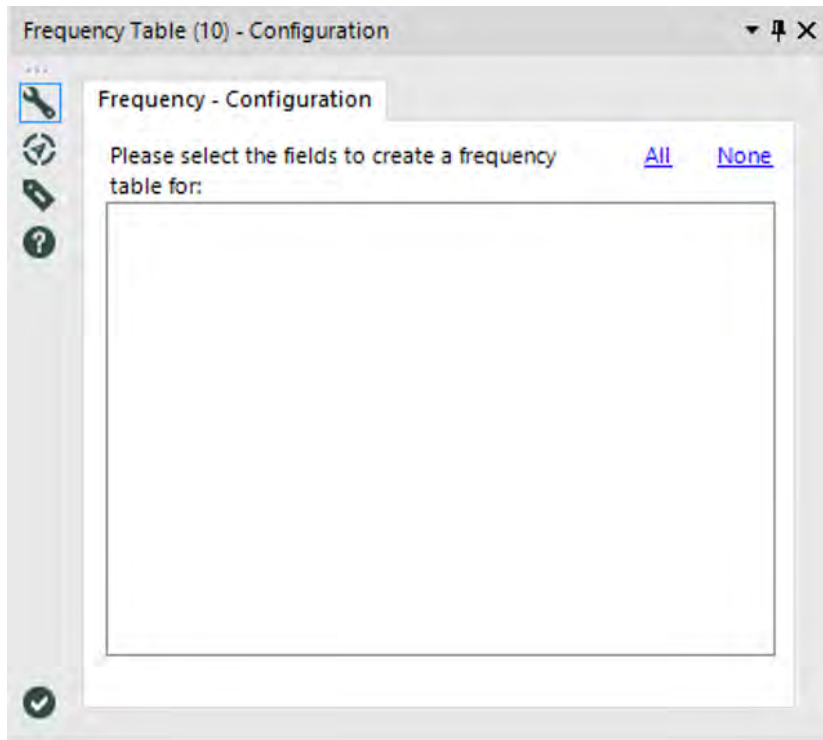 Frequency Table (10) - Configuration
Frequency - Configuration
Please select the fields to create a frequency All None
table for: